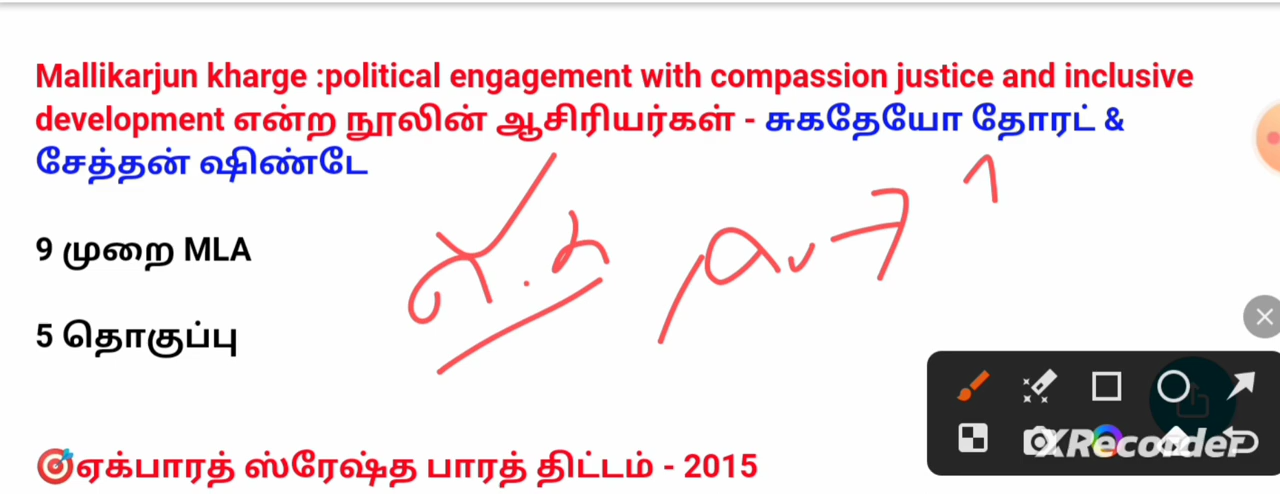 Mallikarjun kharge :political engagement with compassion justice and inclusive
development என்ற நூலின் ஆசிரியர்கள் - சுகதேயோ தோரட் &
சேத்தன் ஷிண்டே
9 முறை MLA
5 தொகுப்பு
🎯ஏக்பாரத் ஸ்ரேஷ்த பாரத் திட்டம் - 2015
XRecorder